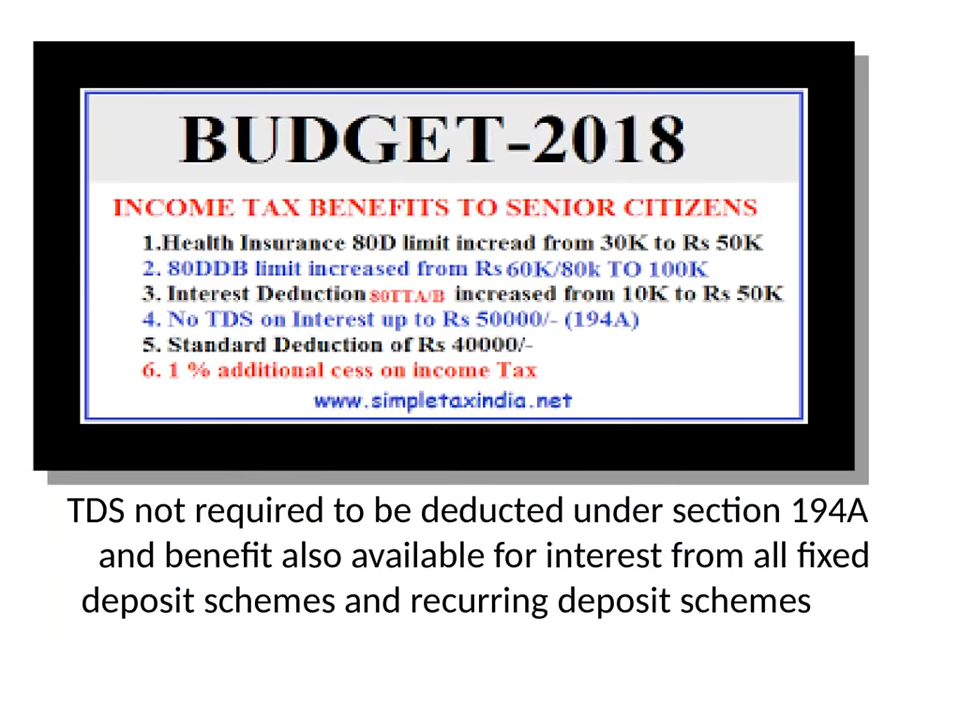 BUDGET-2018
INCOME TAX BENEFITS TO SENIOR CITIZENS
1.Health Insurance 80D limit incread from 30K to Rs 50K
2. 80DDB limit increased from Rs 60K/80k TO 100K
3. Interest Deduction 80TTA/B increased from 10K to Rs 50K
4. No TDS on Interest up to Rs 50000/- (194A)
5. Standard Deduction of Rs 40000/-
6. 1 % additional cess on income Tax
www.simpletaxindia.net
TDS not required to be deducted under section 194A
and benefit also available for interest from all fixed
deposit schemes and recurring deposit schemes